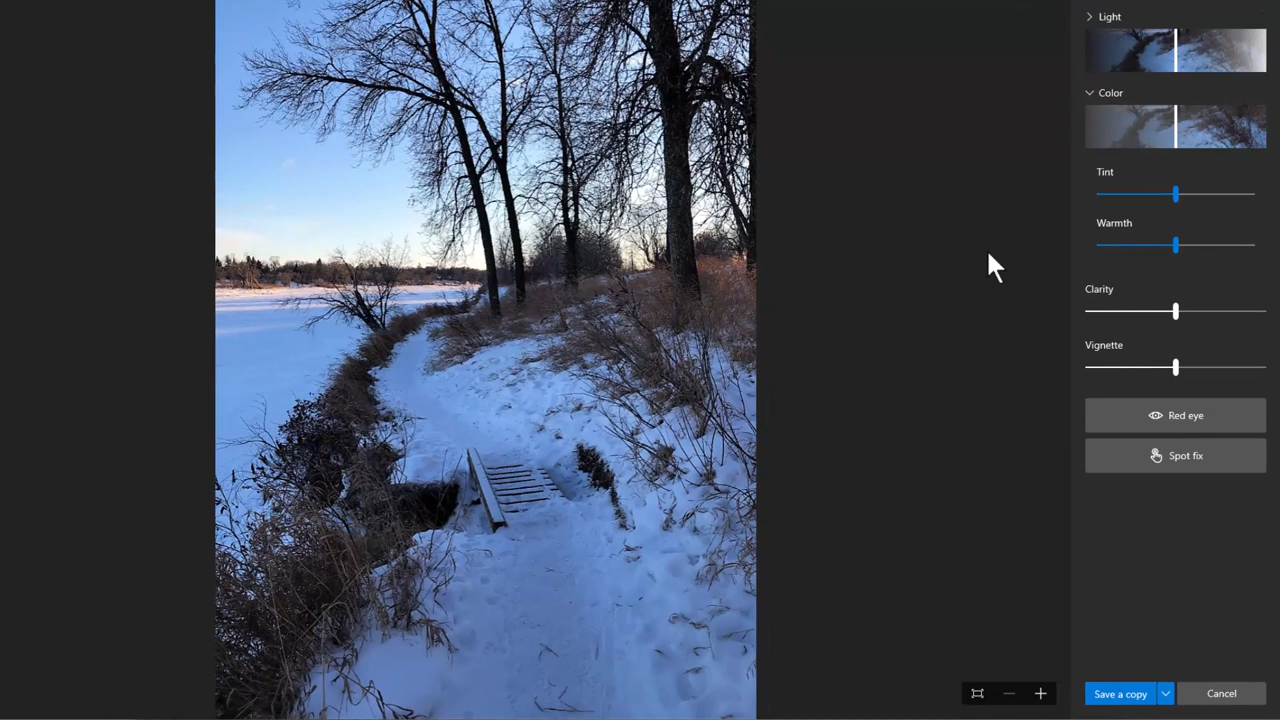 Light
Color
Tint
Warmth
Clarity
Vignette
Red eye
Spot fix
Save a copy
Cancel